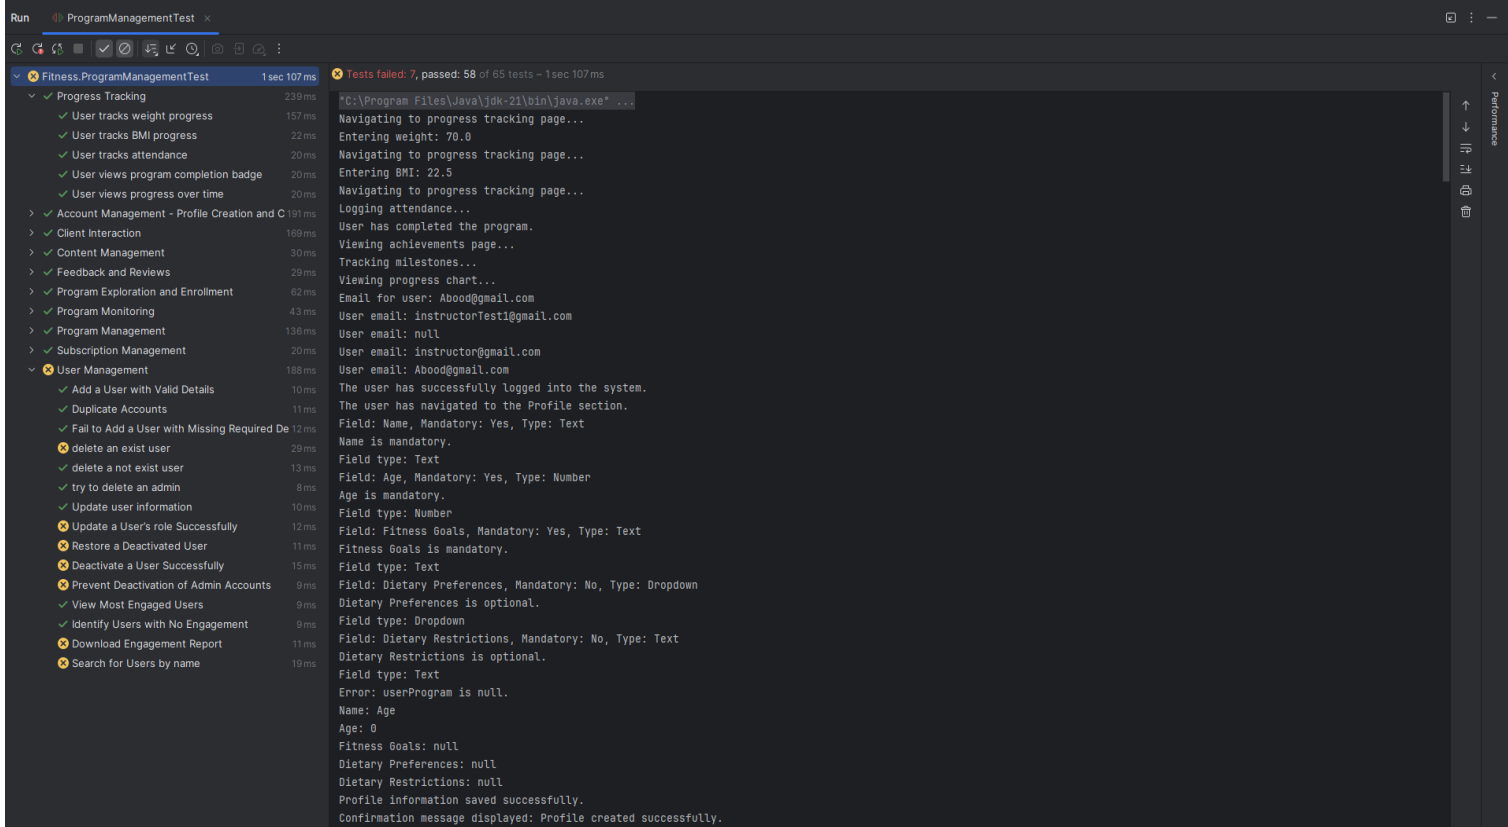 Run ProgramManagementTest ×
Fitness.ProgramManagementTest 1 sec 107 ms
Progress Tracking 239 ms
User tracks weight progress 157 ms
User tracks BMI progress 22 ms
User tracks attendance 20 ms
User views program completion badge 20 ms
User views progress over time 20 ms
Account Management - Profile Creation and C 191 ms
Client Interaction 169 ms
Content Management 30 ms
Feedback and Reviews 29 ms
Program Exploration and Enrollment 62 ms
Program Monitoring 43 ms
Program Management 136 ms
Subscription Management 20 ms
User Management 188 ms
Add a User with Valid Details 10 ms
Duplicate Accounts 11 ms
Fail to Add a User with Missing Required De 12 ms
delete an exist user 29 ms
delete a not exist user 13 ms
try to delete an admin 8 ms
Update user information 10 ms
Update a User's role Successfully 12 ms
Restore a Deactivated User 11 ms
Deactivate a User Successfully 15 ms
Prevent Deactivation of Admin Accounts 9 ms
View Most Engaged Users 9 ms
Identify Users with No Engagement 9 ms
Download Engagement Report 11 ms
Search for Users by name 19 ms
Tests failed: 7, passed: 58 of 65 tests – 1 sec 107 ms
"C:\Program Files\Java\jdk-21\bin\java.exe" ...
Navigating to progress tracking page...
Entering weight: 70.0
Navigating to progress tracking page...
Entering BMI: 22.5
Navigating to progress tracking page...
Logging attendance...
User has completed the program.
Viewing achievements page...
Tracking milestones...
Viewing progress chart...
Email for user: Abood@gmail.com
User email: instructorTest1@gmail.com
User email: null
User email: instructor@gmail.com
User email: Abood@gmail.com
The user has successfully logged into the system.
The user has navigated to the Profile section.
Field: Name, Mandatory: Yes, Type: Text
Name is mandatory.
Field type: Text
Field: Age, Mandatory: Yes, Type: Number
Age is mandatory.
Field type: Number
Field: Fitness Goals, Mandatory: Yes, Type: Text
Fitness Goals is mandatory.
Field type: Text
Field: Dietary Preferences, Mandatory: No, Type: Dropdown
Dietary Preferences is optional.
Field type: Dropdown
Field: Dietary Restrictions, Mandatory: No, Type: Text
Dietary Restrictions is optional.
Field type: Text
Error: userProgram is null.
Name: Age
Age: 0
Fitness Goals: null
Dietary Preferences: null
Dietary Restrictions: null
Profile information saved successfully.
Confirmation message displayed: Profile created successfully.
Performance